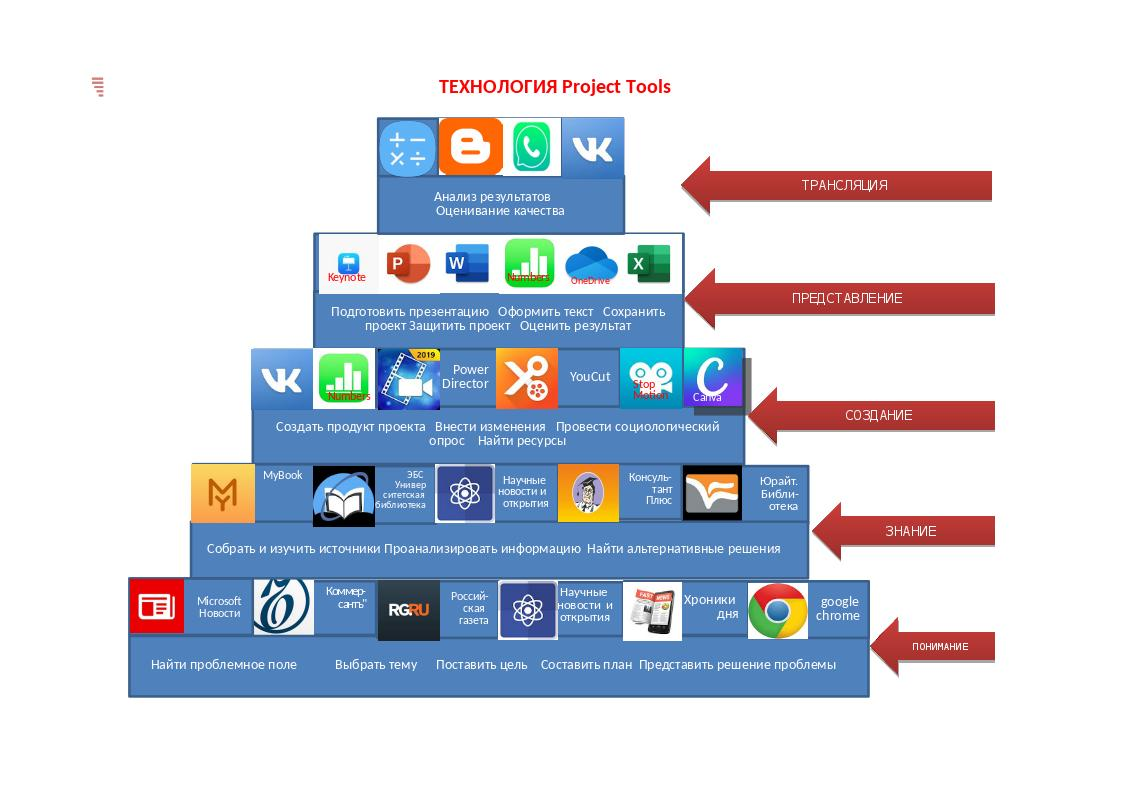 ТЕХНОЛОГИЯ Project Tools
Анализ результатов
Оценивание качества
ТРАНСЛЯЦИЯ
Keynote
P
W
Numbers
OneDrive
X
Подготовить презентацию Оформить текст Сохранить
проект Защитить проект Оценить результат
ПРЕДСТАВЛЕНИЕ
Numbers
2019
Power
Director
YouCut
Stop
Motion
C
Canva
Создать продукт проекта Внести изменения Провести социологический
опрос Найти ресурсы
СОЗДАНИЕ
MyBook
ЭБС
Универ
ситетская
библиотека
Научные
новости и
открытия
Консуль-
тант
Плюс
Юрайт.
Библи-
отека
Собрать и изучить источники Проанализировать информацию Найти альтернативные решения
ЗНАНИЕ
Microsoft
Новости
Коммер-
сантъ"
RGRU
Россий-
ская
газета
Научные
новости и
открытия
FAST NEWS
Хроники
дня
google
chrome
Найти проблемное поле Выбрать тему Поставить цель Составить план Представить решение проблемы
ПОНИМАНИЕ